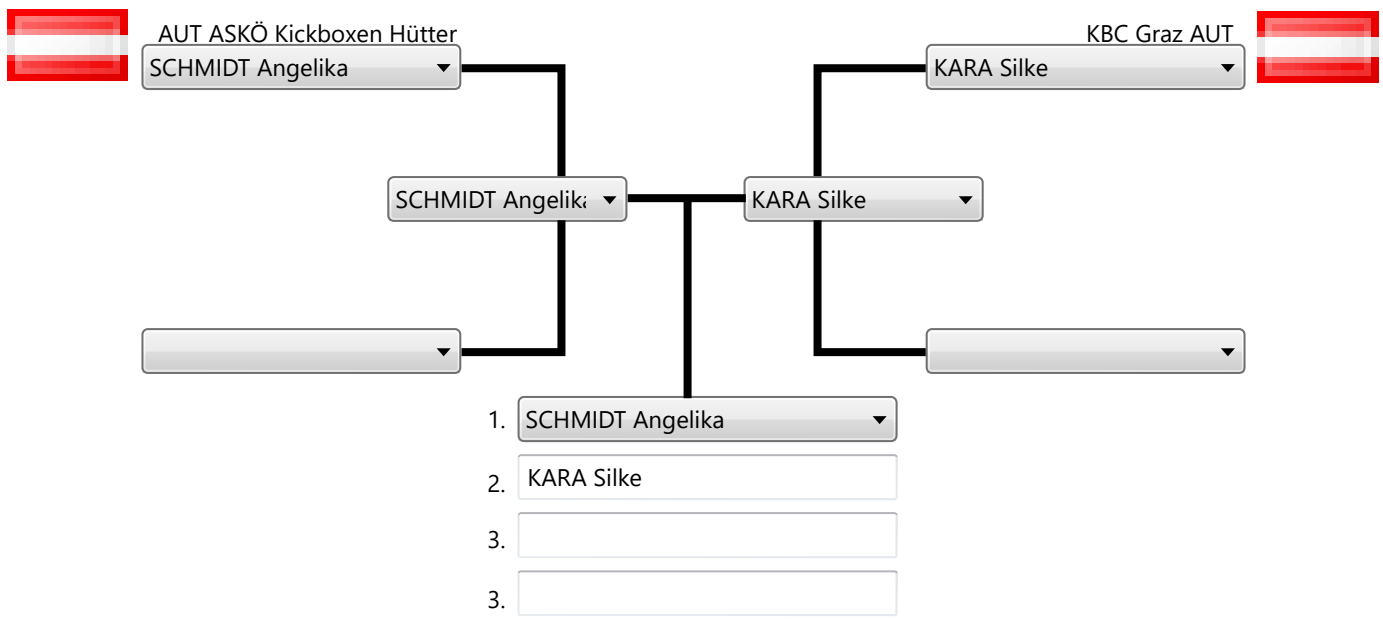 AUT ASKÖ Kickboxen Hütter
KBC Graz AUT
SCHMIDT Angelika
KARA Silke
SCHMIDT Angelika
KARA Silke
1. SCHMIDT Angelika
2. KARA Silke
3.
3.